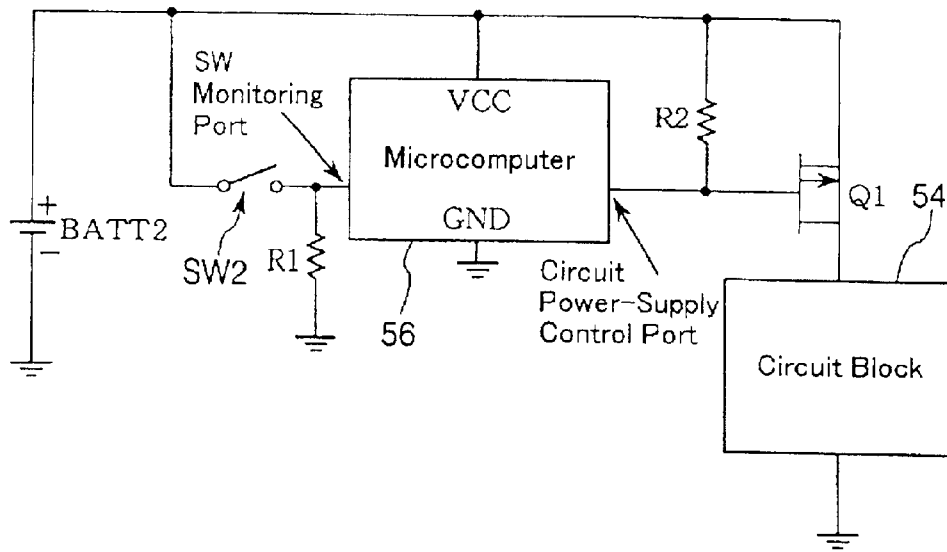 SW
Monitoring
Port
VCC
Microcomputer
GND
R2
Q1
54
+
BATT2
−
SW2
R1
56
Circuit
Power-Supply
Control Port
Circuit Block